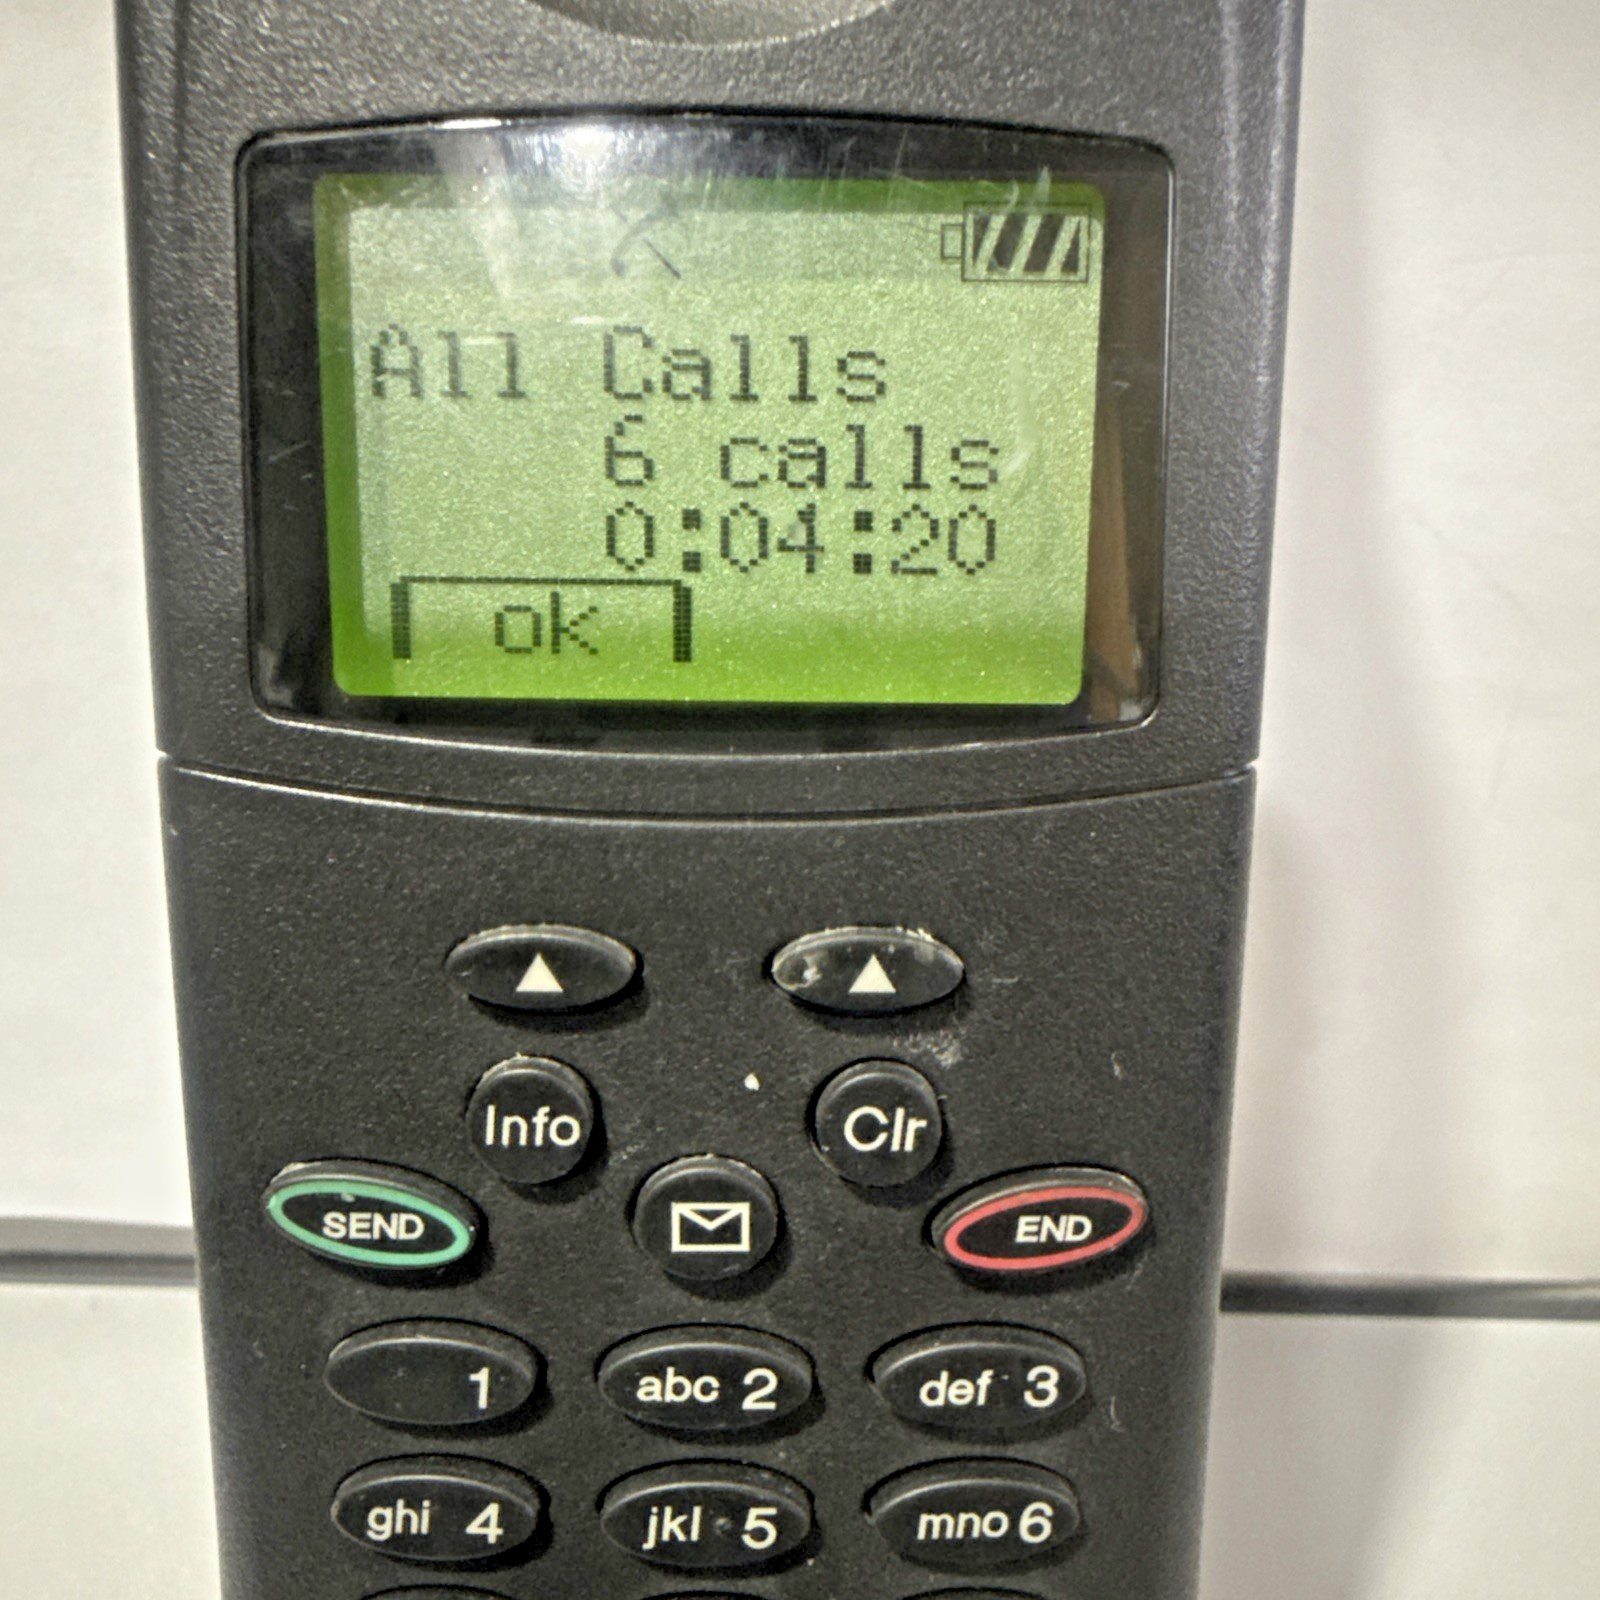 All Calls
6 calls
0:04:20
ok
Info
Clr
SEND
END
1
abc 2
def 3
ghi 4
jkl 5
mno 6